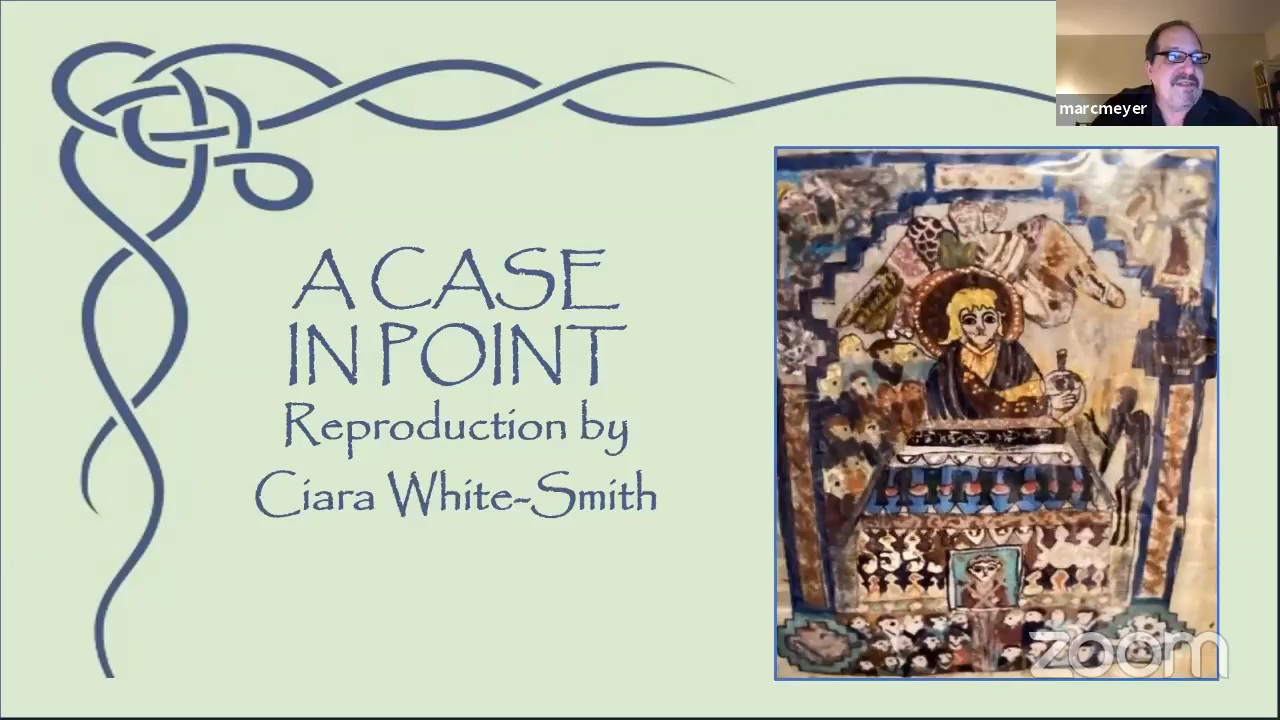 marcmeyer
A CASE
IN POINT
Reproduction by
Ciara White-Smith
zoom